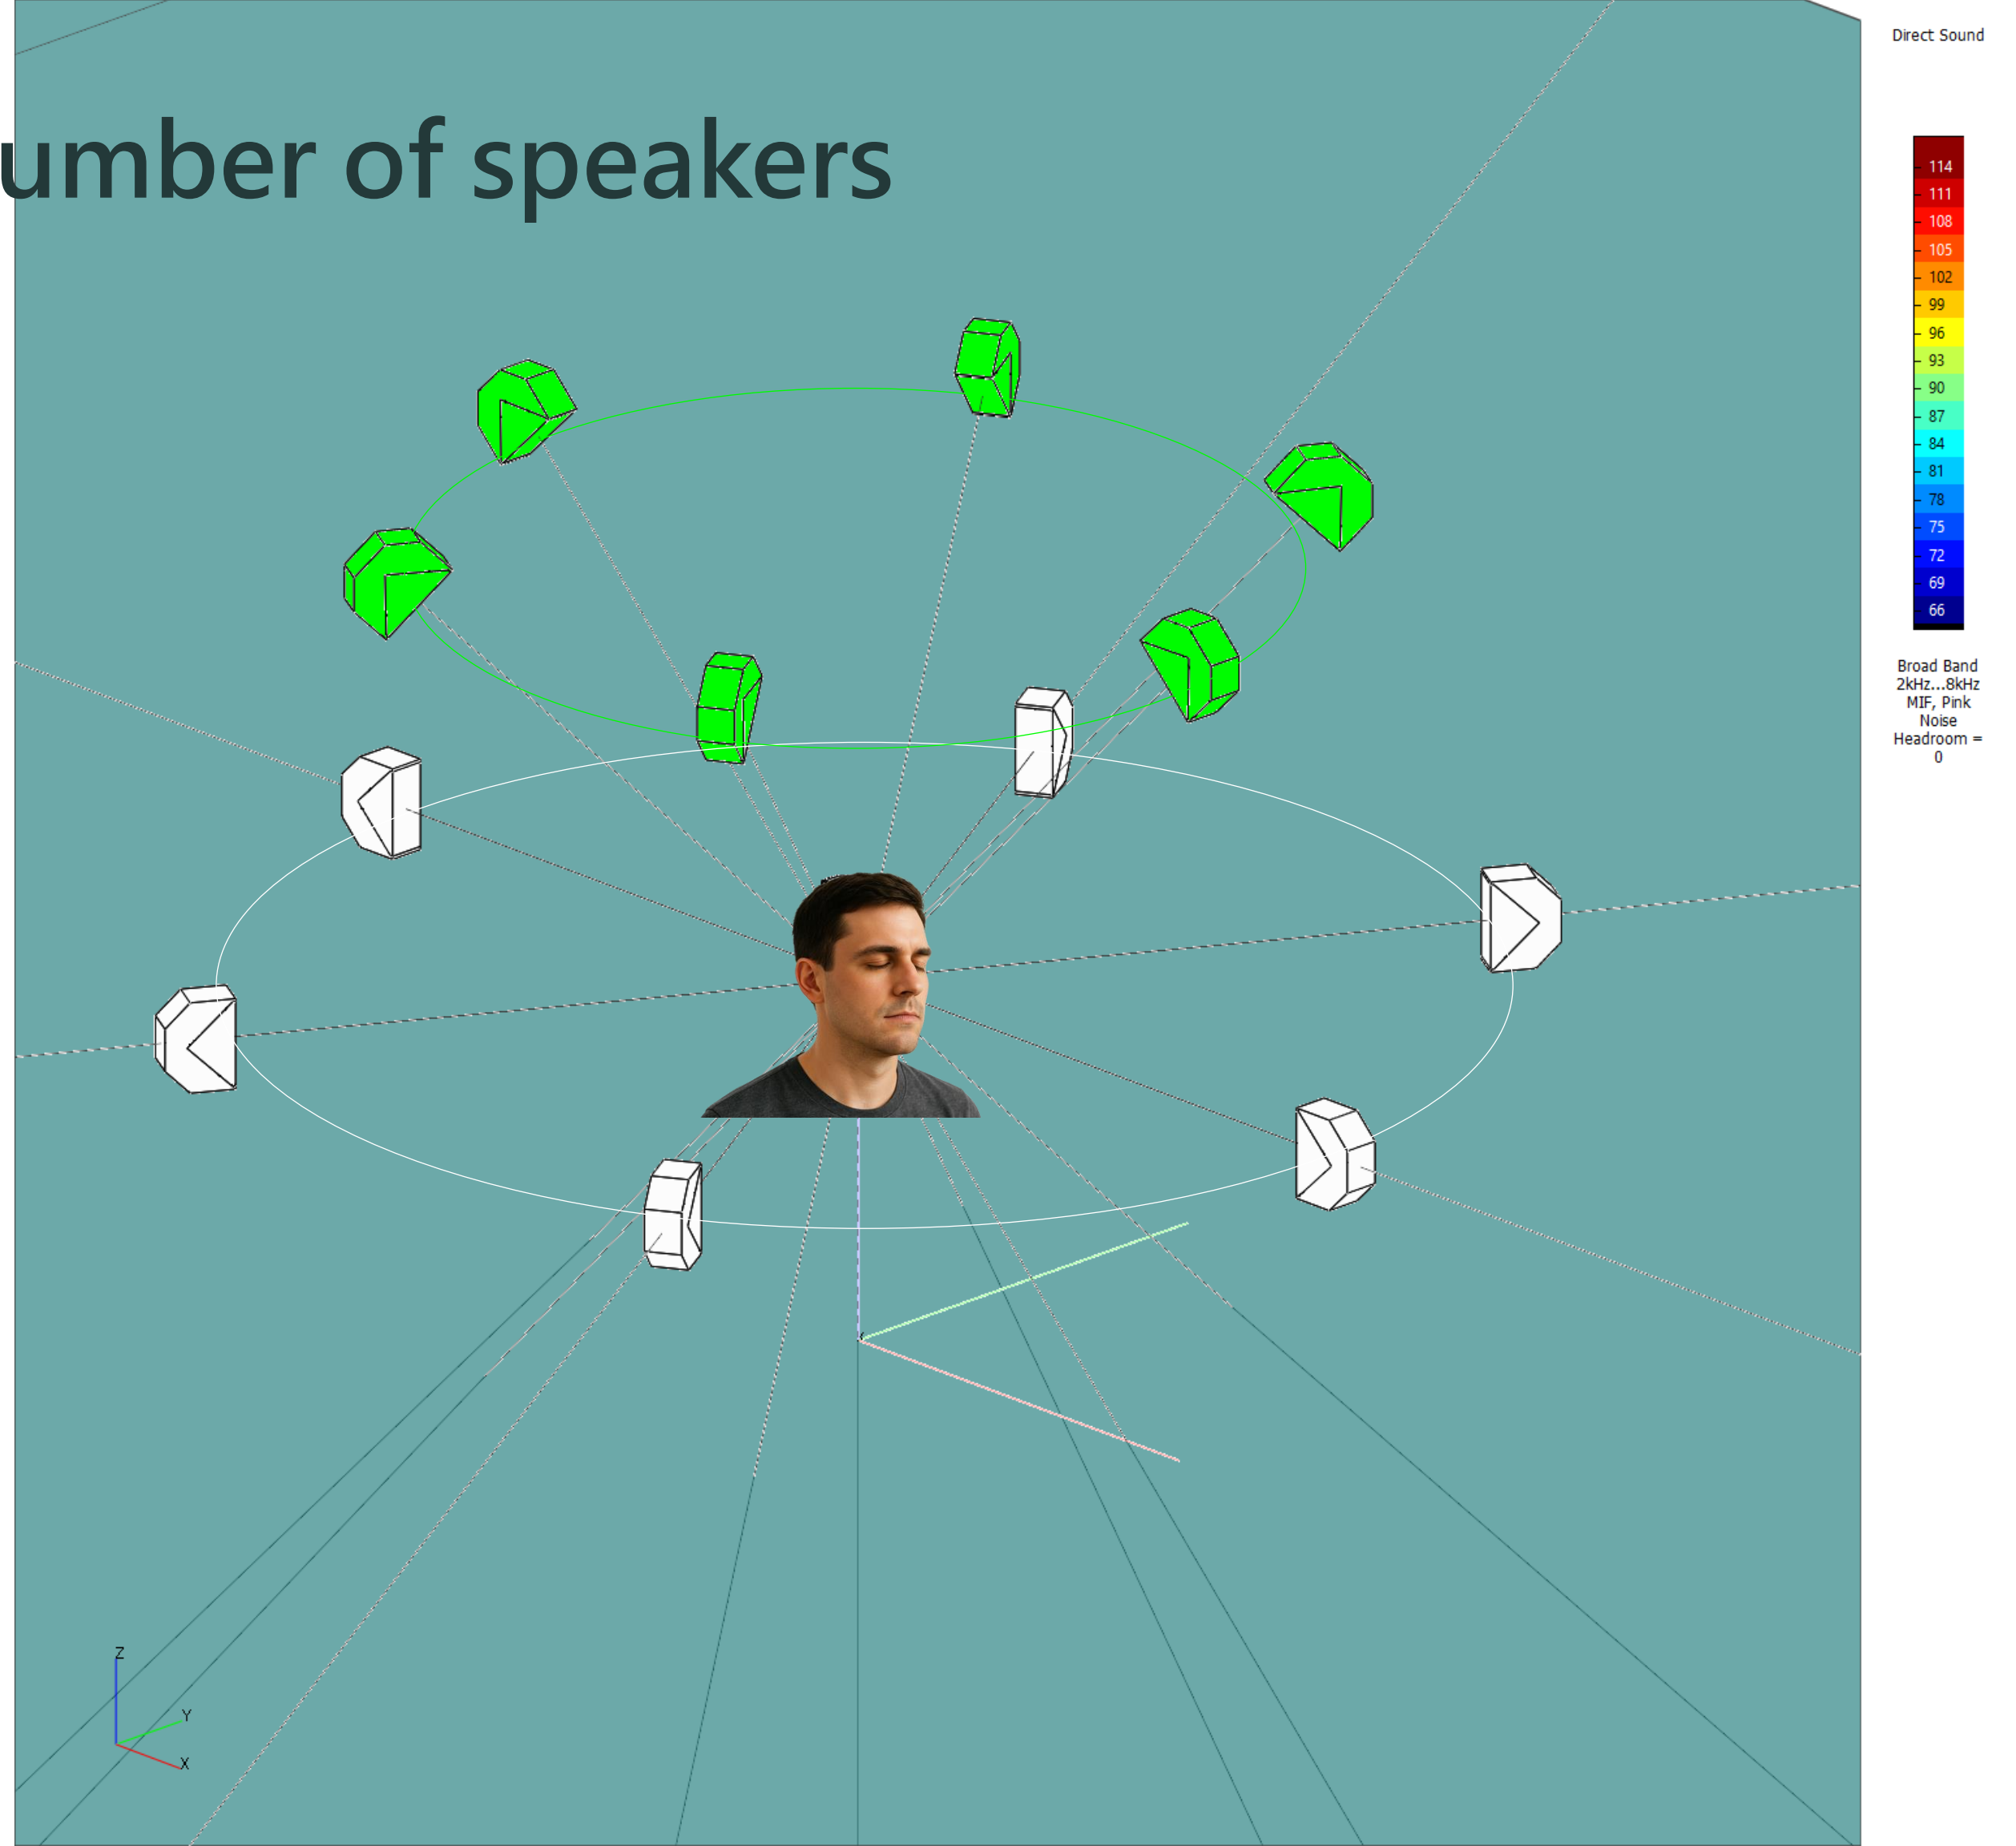 umber of speakers
Direct Sound
114
111
108
105
102
99
96
93
90
87
84
81
78
75
72
69
66
Broad Band
2kHz...8kHz
MIF, Pink
Noise
Headroom =
0
Z
Y
X